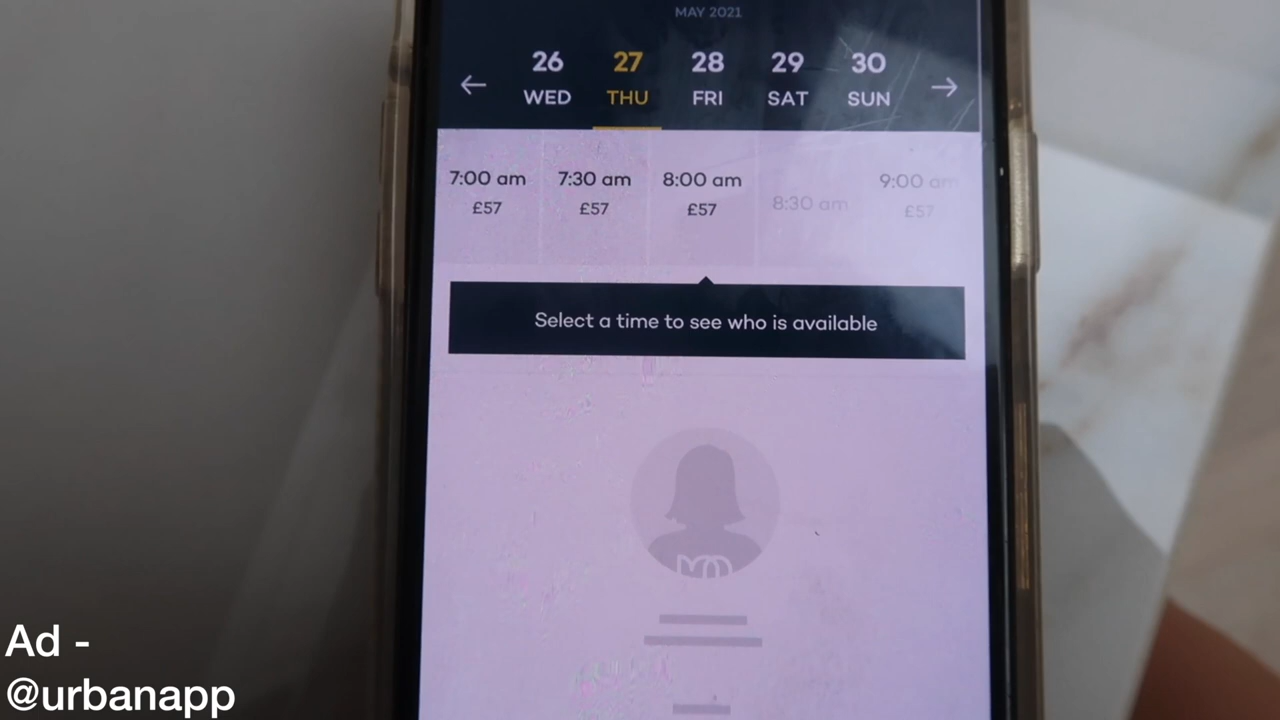 MAY 2021
26 27 28 29 30
WED THU FRI SAT SUN
7:00 am 7:30 am 8:00 am 8:30 am 9:00 am
£57 £57 £57 £57
Select a time to see who is available
Ad -
@urbanapp